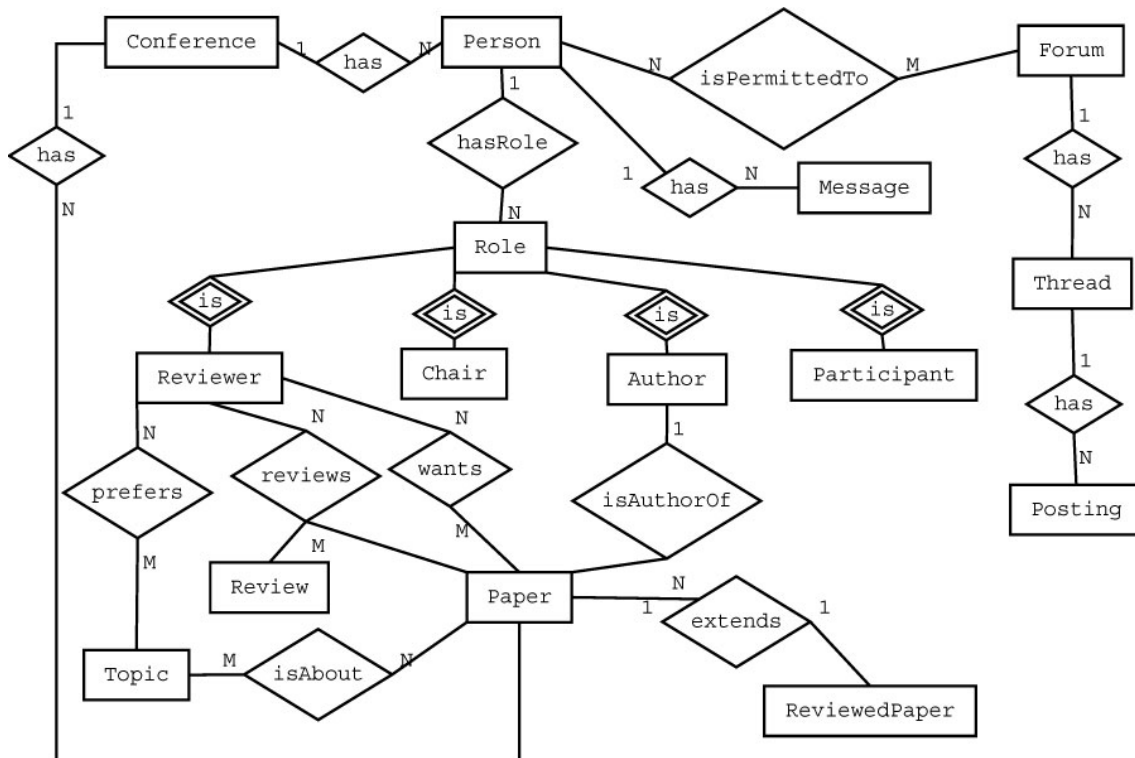 Conference
1
has
N
Person
N
isPermittedTo
M
Forum
1
has
N
1
hasRole
N
1
has
N
Message
1
has
N
Role
Thread
is
is
is
is
Reviewer
Chair
Author
Participant
1
has
N
Posting
N
prefers
M
N
reviews
M
N
wants
M
1
isAuthorOf
N
1
Review
Paper
extends
1
Topic
M
isAbout
N
ReviewedPaper